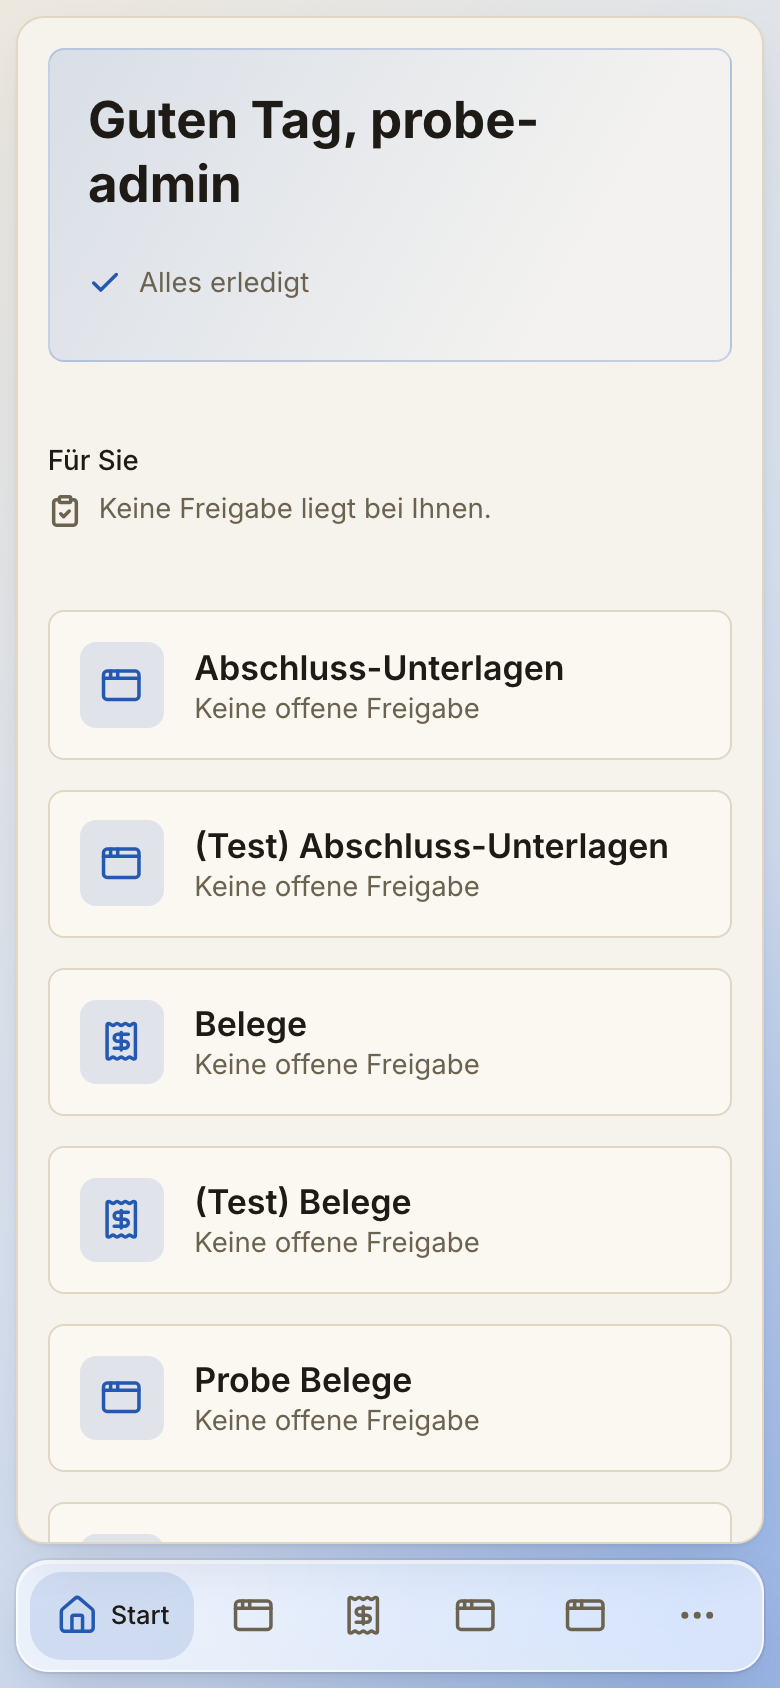 Guten Tag, probe-
admin
Alles erledigt
Für Sie
Keine Freigabe liegt bei Ihnen.
Abschluss-Unterlagen
Keine offene Freigabe
(Test) Abschluss-Unterlagen
Keine offene Freigabe
Belege
Keine offene Freigabe
(Test) Belege
Keine offene Freigabe
Probe Belege
Keine offene Freigabe
Start